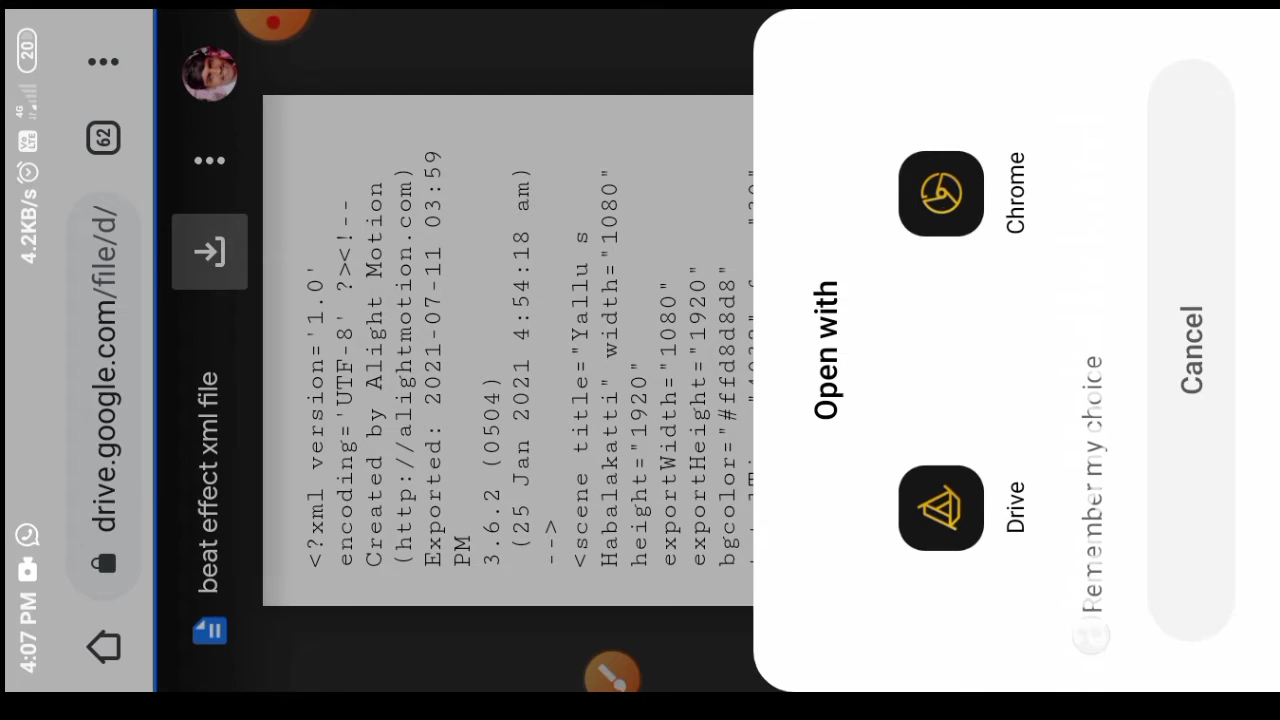 4:07 PM
4.2KB/s
VO LTE
4G
20
drive.google.com/file/d/
62
beat effect xml file
<?xml version='1.0'
encoding='UTF-8' ?><!--
Created by Alight Motion
(http://alightmotion.com)
Exported: 2021-07-11 03:59
PM
3.6.2 (0504)
(25 Jan 2021 4:54:18 am)
-->
<scene title="Yallu s
Habalakatti" width="1080"
height="1920"
exportWidth="1080"
exportHeight="1920"
bgcolor="#ffd8d8d8"
Open with
Drive
Chrome
Remember my choice
Cancel